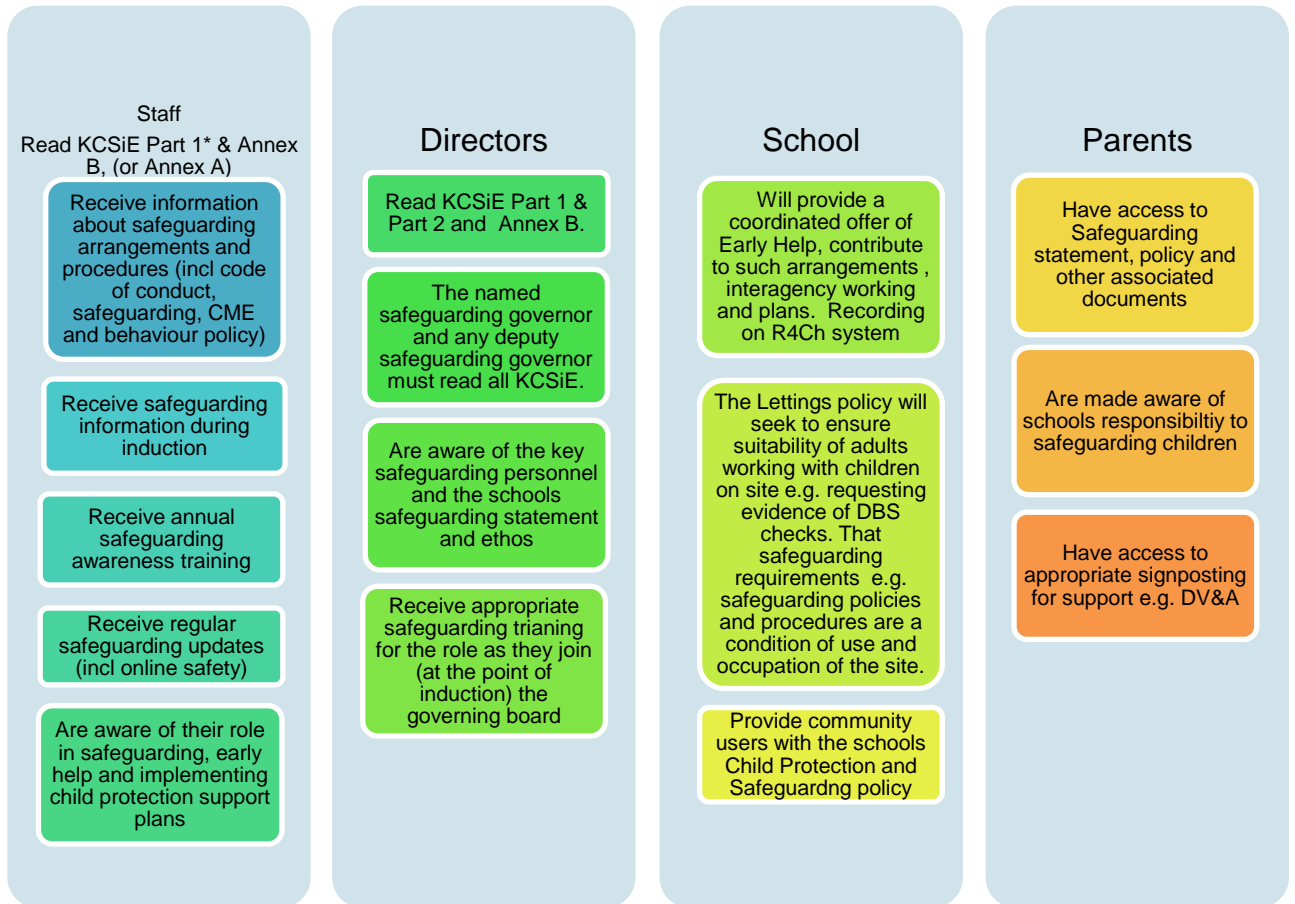 Staff
Read KCSiE Part 1* & Annex
B, (or Annex A)
Receive information
about safeguarding
arrangements and
procedures (incl code
of conduct,
safeguarding, CME
and behaviour policy)
Receive safeguarding
information during
induction
Receive annual
safeguarding
awareness training
Receive regular
safeguarding updates
(incl online safety)
Are aware of their role
in safeguarding, early
help and implementing
child protection support
plans
Directors
Read KCSiE Part 1 &
Part 2 and Annex B.
The named
safeguarding governor
and any deputy
safeguarding governor
must read all KCSiE.
Are aware of the key
safeguarding personnel
and the schools
safeguarding statement
and ethos
Receive appropriate
safeguarding trianing
for the role as they join
(at the point of
induction) the
governing board
School
Will provide a
coordinated offer of
Early Help, contribute
to such arrangements ,
interagency working
and plans. Recording
on R4Ch system
The Lettings policy will
seek to ensure
suitability of adults
working with children
on site e.g. requesting
evidence of DBS
checks. That
safeguarding
requirements e.g.
safeguarding policies
and procedures are a
condition of use and
occupation of the site.
Provide community
users with the schools
Child Protection and
Safeguardng policy
Parents
Have access to
Safeguarding
statement, policy and
other associated
documents
Are made aware of
schools responsibiltiy to
safeguarding children
Have access to
appropriate signposting
for support e.g. DV&A